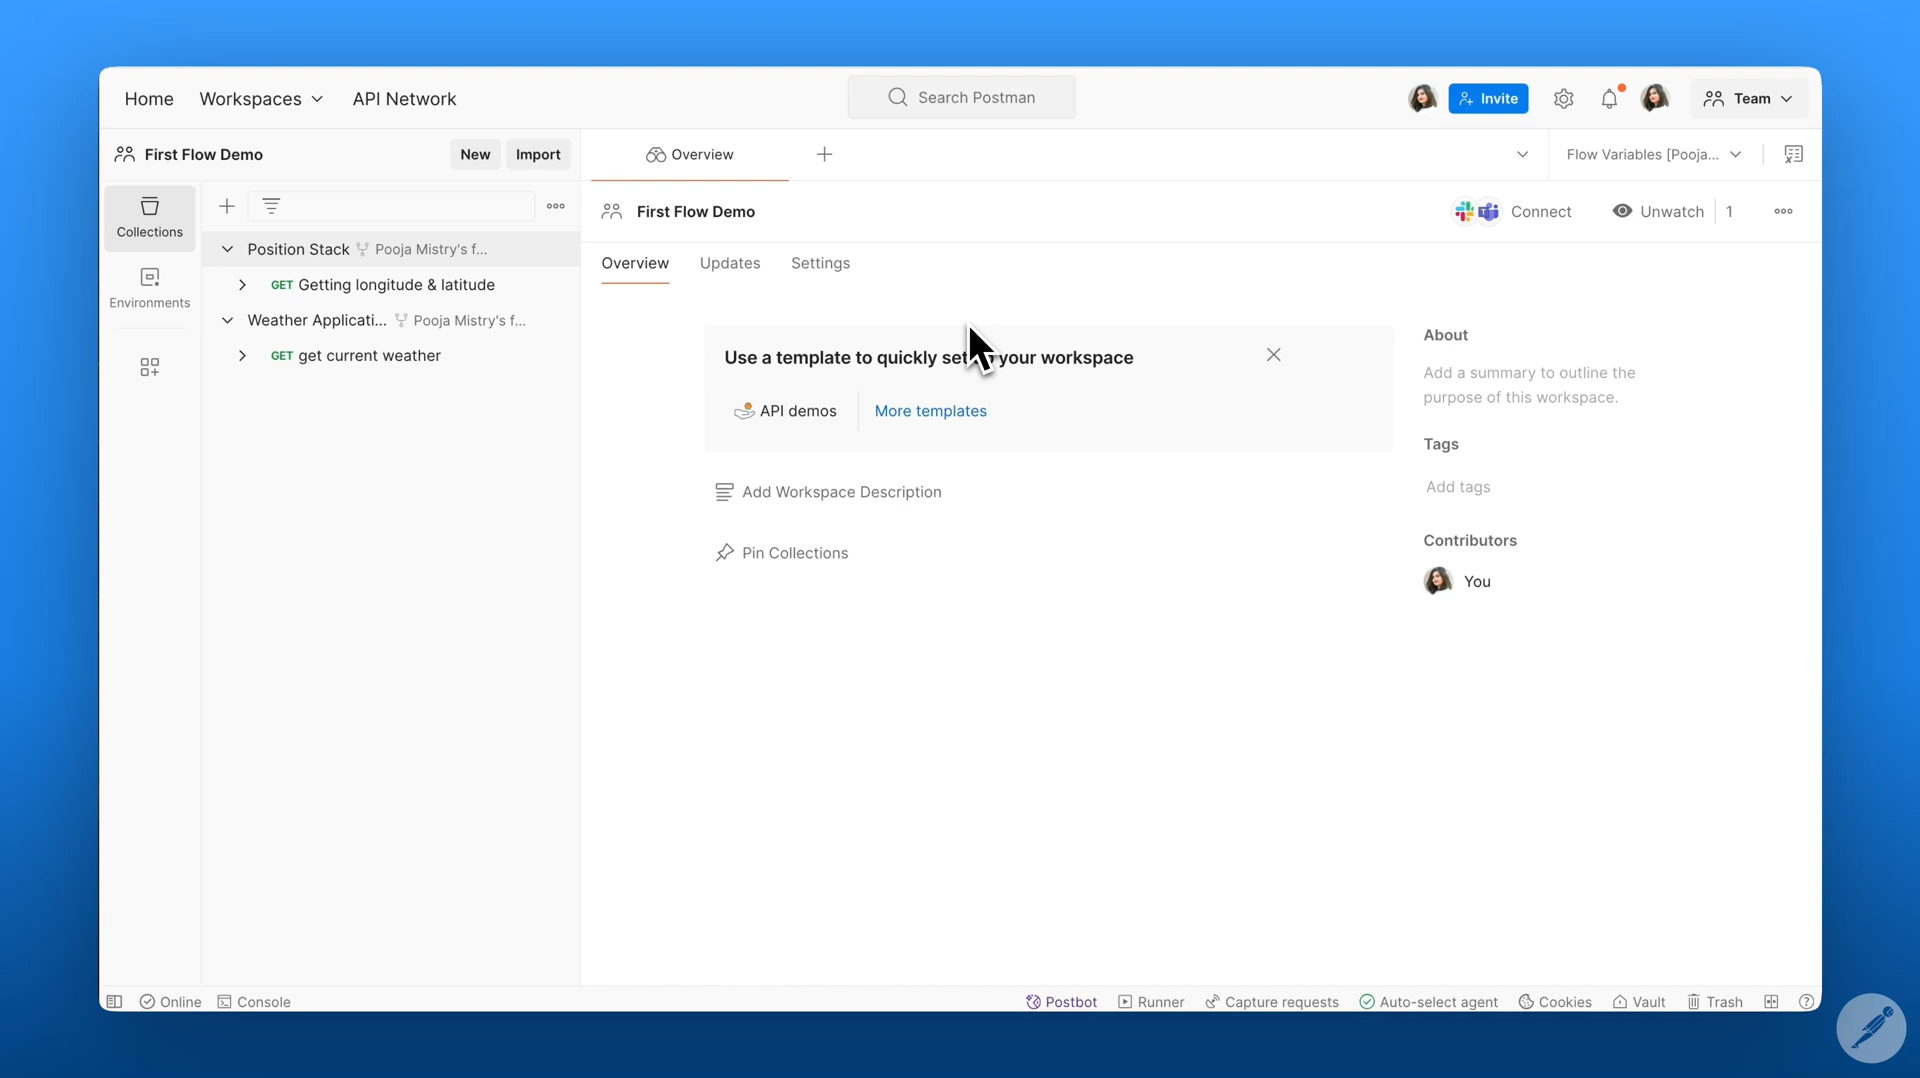 Home Workspaces API Network Search Postman Invite Team
First Flow Demo New Import Overview Flow Variables [Pooja...
Collections
Environments
Position Stack Pooja Mistry's f...
GET Getting longitude & latitude
Weather Applicati... Pooja Mistry's f...
GET get current weather
First Flow Demo Connect Unwatch 1
Overview Updates Settings
Use a template to quickly set your workspace
API demos More templates
Add Workspace Description
Pin Collections
About
Add a summary to outline the
purpose of this workspace.
Tags
Add tags
Contributors
You
Online Console Postbot Runner Capture requests Auto-select agent Cookies Vault Trash